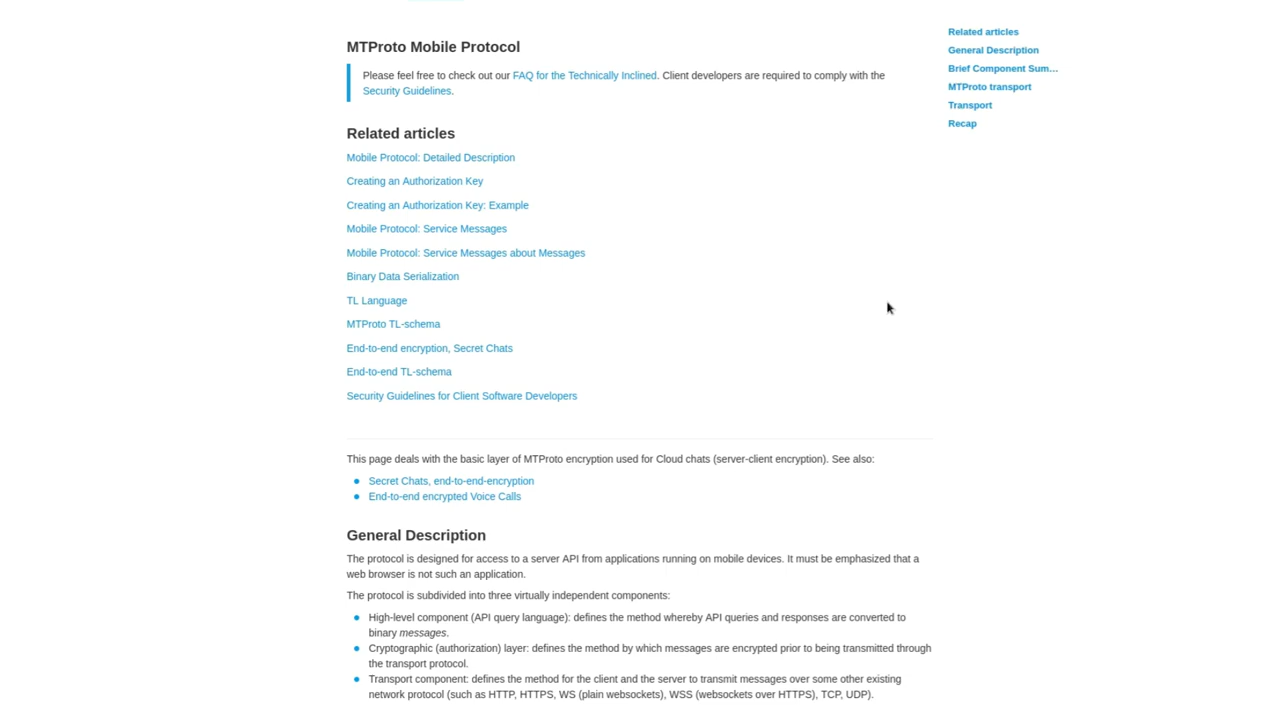 MTProto Mobile Protocol
Please feel free to check out our FAQ for the Technically Inclined. Client developers are required to comply with the
Security Guidelines.
Related articles
Mobile Protocol: Detailed Description
Creating an Authorization Key
Creating an Authorization Key: Example
Mobile Protocol: Service Messages
Mobile Protocol: Service Messages about Messages
Binary Data Serialization
TL Language
MTProto TL-schema
End-to-end encryption, Secret Chats
End-to-end TL-schema
Security Guidelines for Client Software Developers
This page deals with the basic layer of MTProto encryption used for Cloud chats (server-client encryption). See also:
Secret Chats, end-to-end-encryption
End-to-end encrypted Voice Calls
General Description
The protocol is designed for access to a server API from applications running on mobile devices. It must be emphasized that a
web browser is not such an application.
The protocol is subdivided into three virtually independent components:
High-level component (API query language): defines the method whereby API queries and responses are converted to
binary messages.
Cryptographic (authorization) layer: defines the method by which messages are encrypted prior to being transmitted through
the transport protocol.
Transport component: defines the method for the client and the server to transmit messages over some other existing
network protocol (such as HTTP, HTTPS, WS (plain websockets), WSS (websockets over HTTPS), TCP, UDP).
Related articles
General Description
Brief Component Sum...
MTProto transport
Transport
Recap